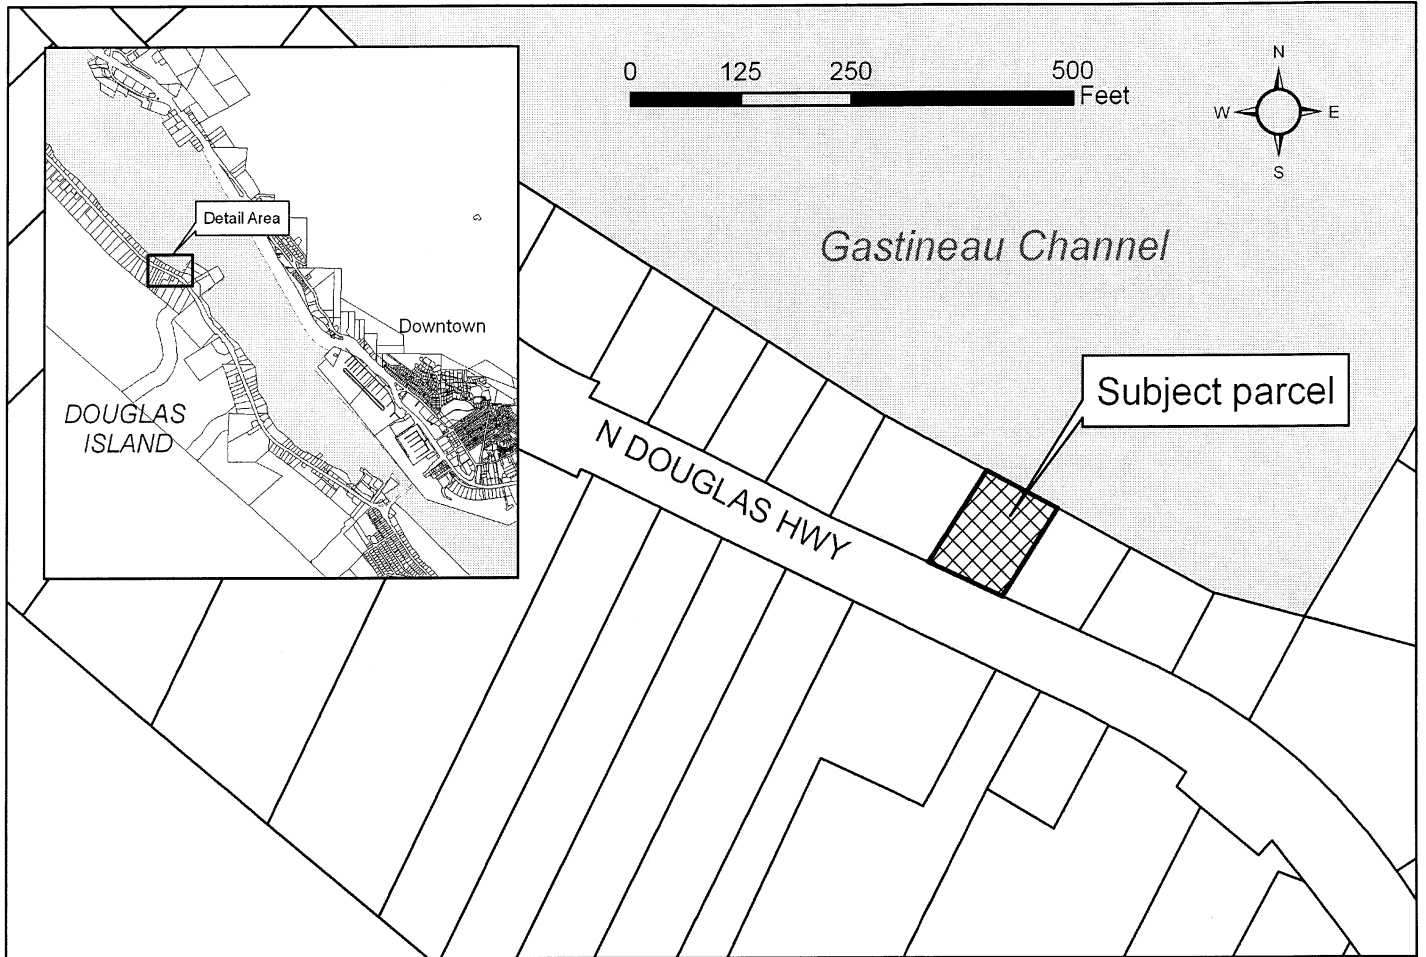 0 125 250 500
Feet
N
W E
S
Detail Area
Gastineau Channel
Downtown
Subject parcel
DOUGLAS
ISLAND
N DOUGLAS HWY